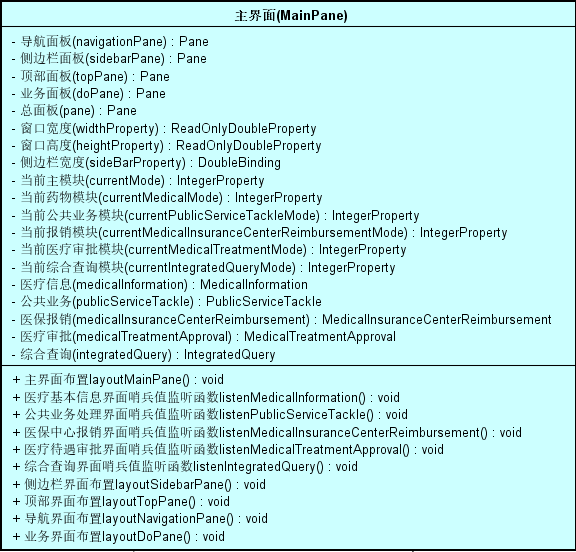 主界面(MainPane)
- 导航面板(navigationPane) : Pane
- 侧边栏面板(sidebarPane) : Pane
- 顶部面板(topPane) : Pane
- 业务面板(doPane) : Pane
- 总面板(pane) : Pane
- 窗口宽度(widthProperty) : ReadOnlyDoubleProperty
- 窗口高度(heightProperty) : ReadOnlyDoubleProperty
- 侧边栏宽度(sideBarProperty) : DoubleBinding
- 当前主模块(currentMode) : IntegerProperty
- 当前药物模块(currentMedicalMode) : IntegerProperty
- 当前公共业务模块(currentPublicServiceTackleMode) : IntegerProperty
- 当前报销模块(currentMedicalInsuranceCenterReimbursementMode) : IntegerProperty
- 当前医疗审批模块(currentMedicalTreatmentMode) : IntegerProperty
- 当前综合查询模块(currentIntegratedQueryMode) : IntegerProperty
- 医疗信息(medicalInformation) : MedicalInformation
- 公共业务(publicServiceTackle) : PublicServiceTackle
- 医保报销(medicalInsuranceCenterReimbursement) : MedicalInsuranceCenterReimbursement
- 医疗审批(medicalTreatmentApproval) : MedicalTreatmentApproval
- 综合查询(integratedQuery) : IntegratedQuery
+ 主界面布置layoutMainPane() : void
+ 医疗基本信息界面哨兵值监听函数listenMedicalInformation() : void
+ 公共业务处理界面哨兵值监听函数listenPublicServiceTackle() : void
+ 医保中心报销界面哨兵值监听函数listenMedicalInsuranceCenterReimbursement() : void
+ 医疗待遇审批界面哨兵值监听函数listenMedicalTreatmentApproval() : void
+ 综合查询界面哨兵值监听函数listenIntegratedQuery() : void
+ 侧边栏界面布置layoutSidebarPane() : void
+ 顶部界面布置layoutTopPane() : void
+ 导航界面布置layoutNavigationPane() : void
+ 业务界面布置layoutDoPane() : void